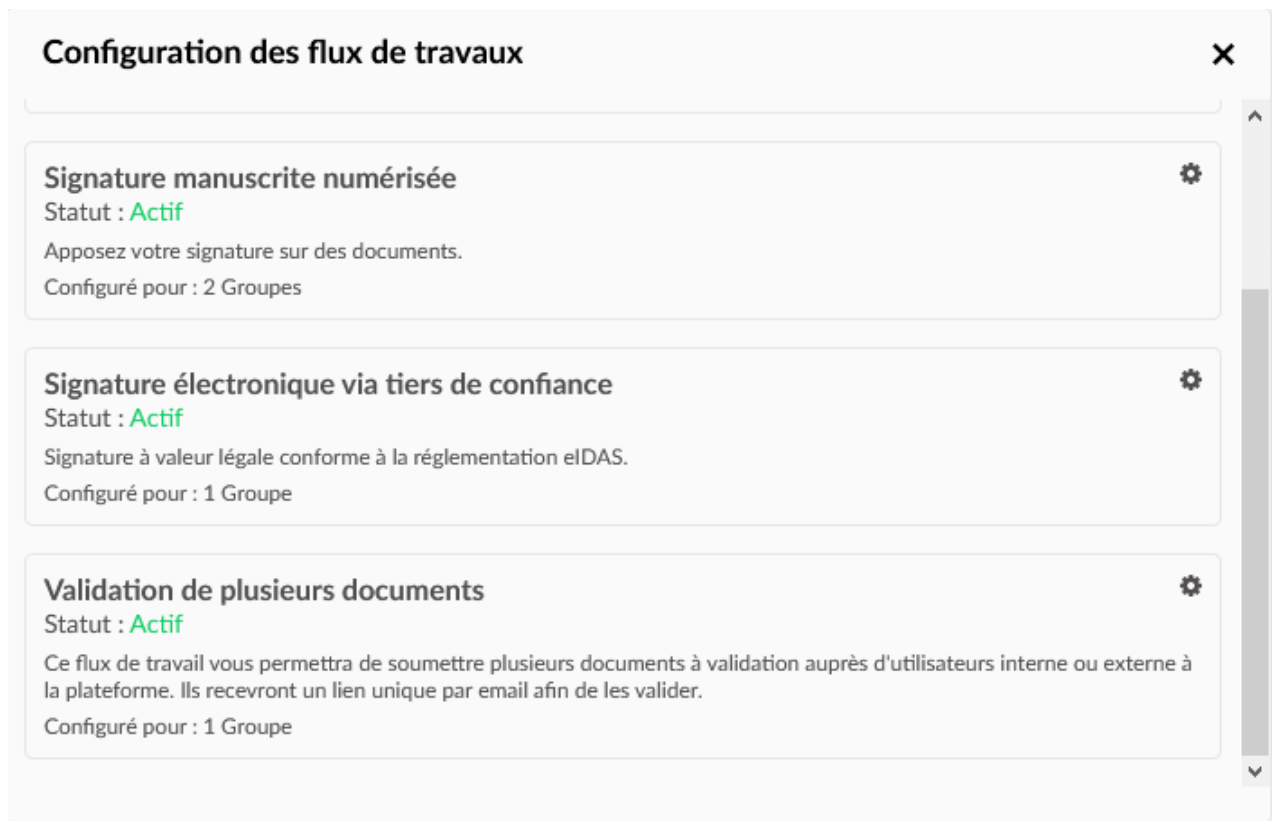 Configuration des flux de travaux
Signature manuscrite numérisée
Statut : Actif
Apposez votre signature sur des documents.
Configuré pour : 2 Groupes
Signature électronique via tiers de confiance
Statut : Actif
Signature à valeur légale conforme à la réglementation eIDAS.
Configuré pour : 1 Groupe
Validation de plusieurs documents
Statut : Actif
Ce flux de travail vous permettra de soumettre plusieurs documents à validation auprès d'utilisateurs interne ou externe à
la plateforme. Ils recevront un lien unique par email afin de les valider.
Configuré pour : 1 Groupe